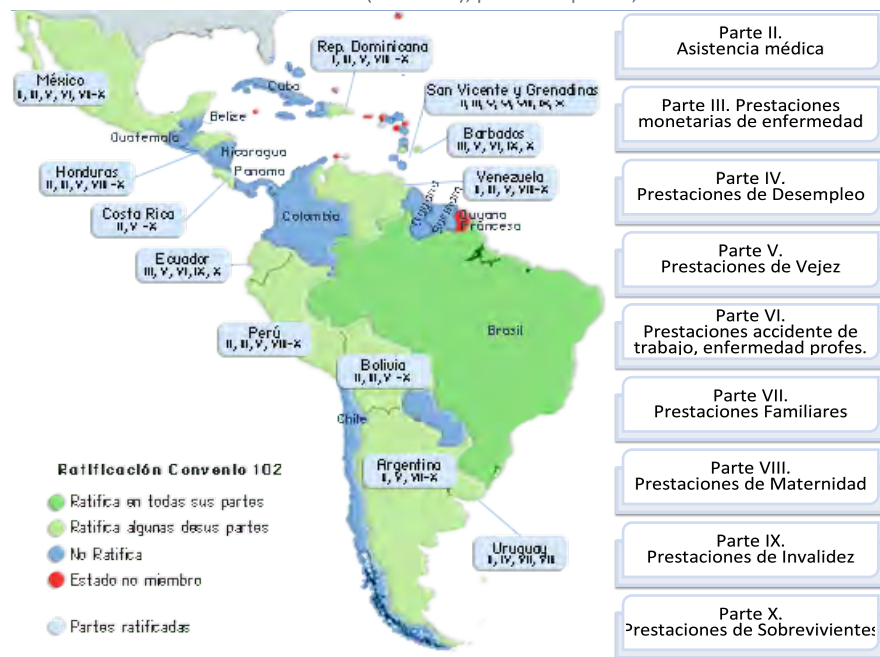 México
II, III, V, VI, VIII-X
Rep. Dominicana
I, III, V, VIII -X
Cuba
San Vicente y Grenadinas
Belize
Barbados
III, V, VI, IX, X
Guatemala
Nicaragua
Honduras
II, III, V, VIII -X
Panama
Venezuela
II, III, V, VIII-X
Costa Rica
II, V -X
Colombia
Guyana
Francesa
Ecuador
III, V, VI, IX, X
Brasil
Perú
II, III, V, VIII-X
Bolivia
II, III, V -X
Chile
Argentina
II, V, VII-X
Uruguay
II, IV, VII, VIII
Ratificación Convenio 102
Ratifica en todas sus partes
Ratifica algunas desus partes
No Ratifica
Estado no miembro
Partes ratificadas
Parte II.
Asistencia médica
Parte III. Prestaciones
monetarias de enfermedad
Parte IV.
Prestaciones de Desempleo
Parte V.
Prestaciones de Vejez
Parte VI.
Prestaciones accidente de
trabajo, enfermedad profes.
Parte VII.
Prestaciones Familiares
Parte VIII.
Prestaciones de Maternidad
Parte IX.
Prestaciones de Invalidez
Parte X.
Prestaciones de Sobrevivientes